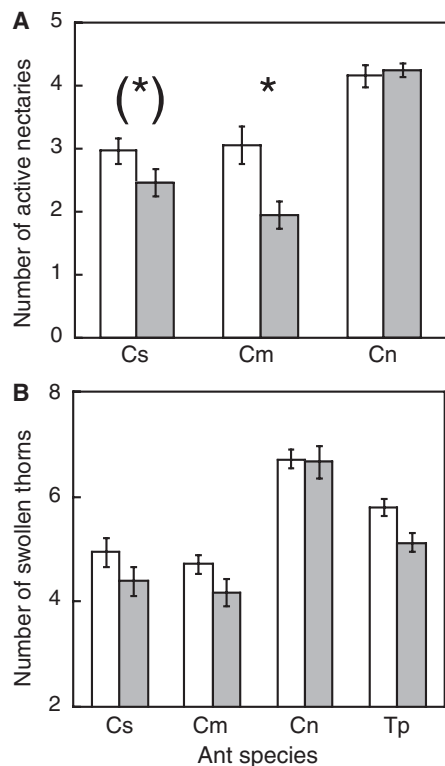 A
Number of active nectaries
5
4
3
2
1
0
(*)
*
Cs Cm Cn
B
Number of swollen thorns
8
6
4
2
Cs Cm Cn Tp
Ant species